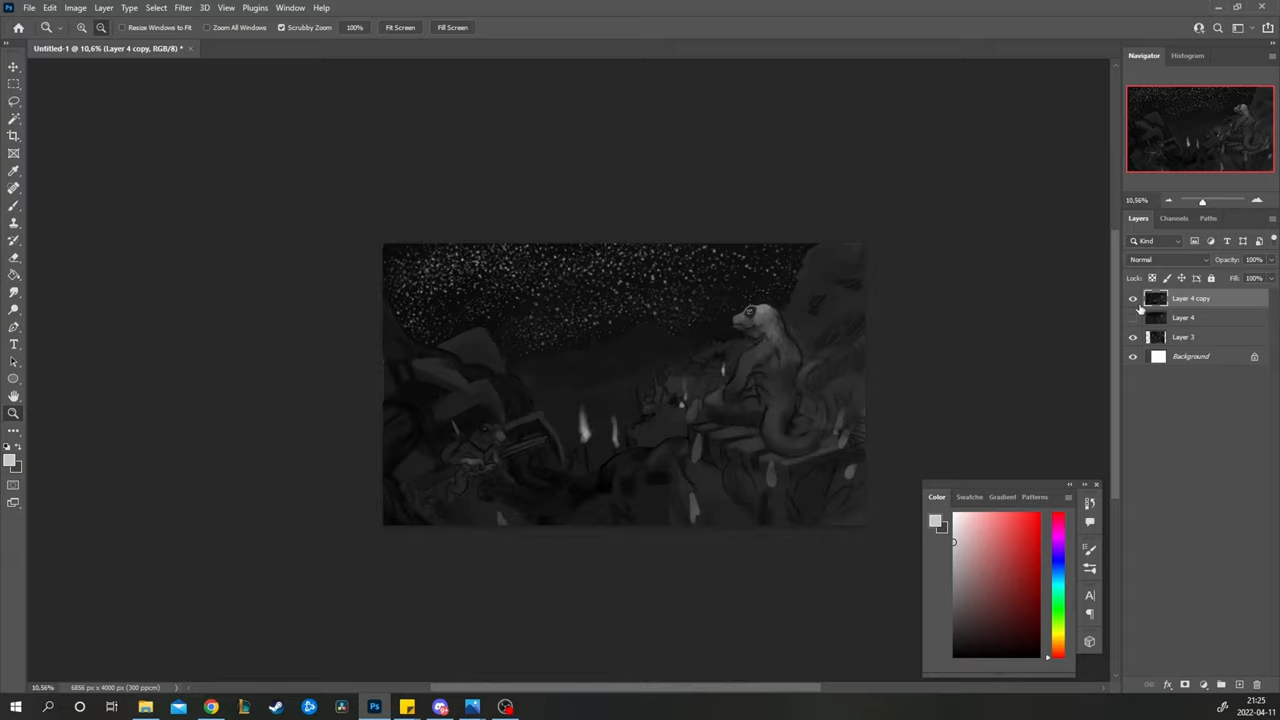 Ps File Edit Image Layer Type Select Filter 3D View Plugins Window Help
Resize Windows to Fit Zoom All Windows Scrubby Zoom 100% Fit Screen Fill Screen
Untitled-1 @ 10,6% (Layer 4 copy, RGB/8) *
Navigator Histogram
10,56%
Layers Channels Paths
Kind
Normal Opacity: 100%
Lock: Fill: 100%
Layer 4 copy
Layer 4
Layer 3
Background
Color Swatche Gradient Patterns
10,56% 6856 px x 4000 px (300 ppcm)
Ps
21:25
2022-04-11